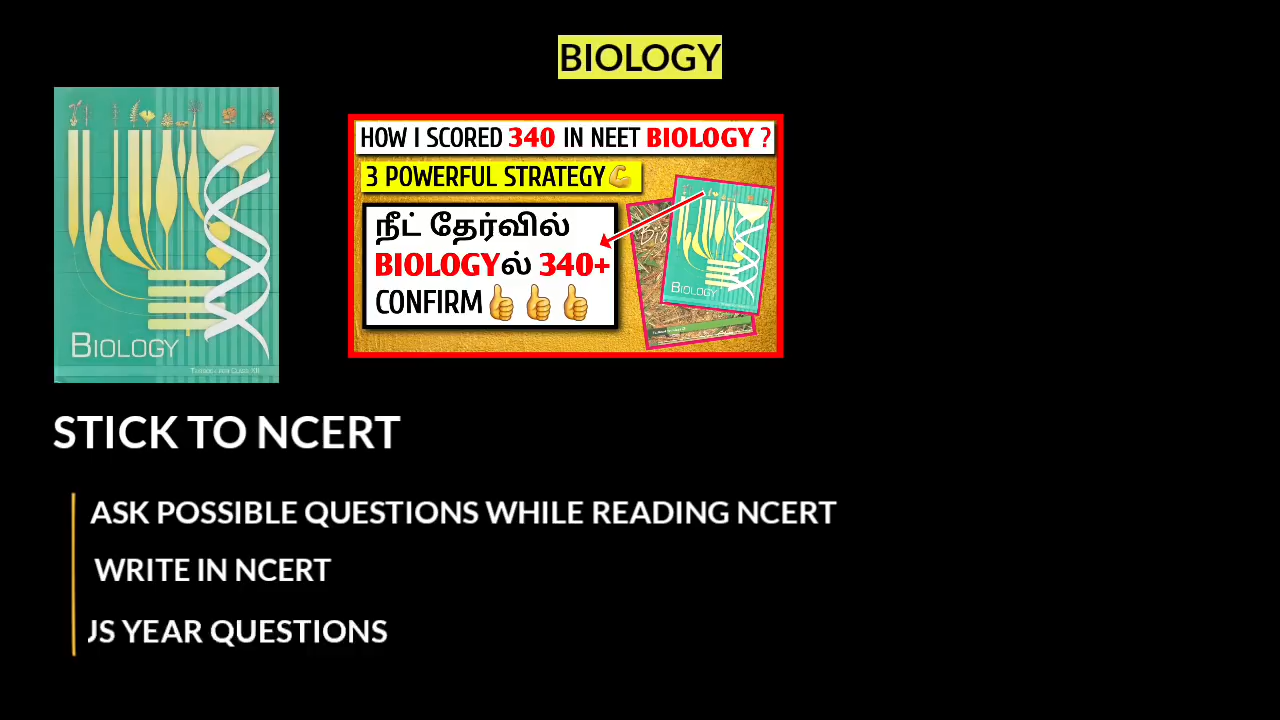 BIOLOGY
BIOLOGY
HOW I SCORED 340 IN NEET BIOLOGY ?
3 POWERFUL STRATEGY💪
நீட் தேர்வில்
BIOLOGYல் 340+
CONFIRM👍👍👍
BIOLOGY
STICK TO NCERT
ASK POSSIBLE QUESTIONS WHILE READING NCERT
WRITE IN NCERT
YEAR QUESTIONS